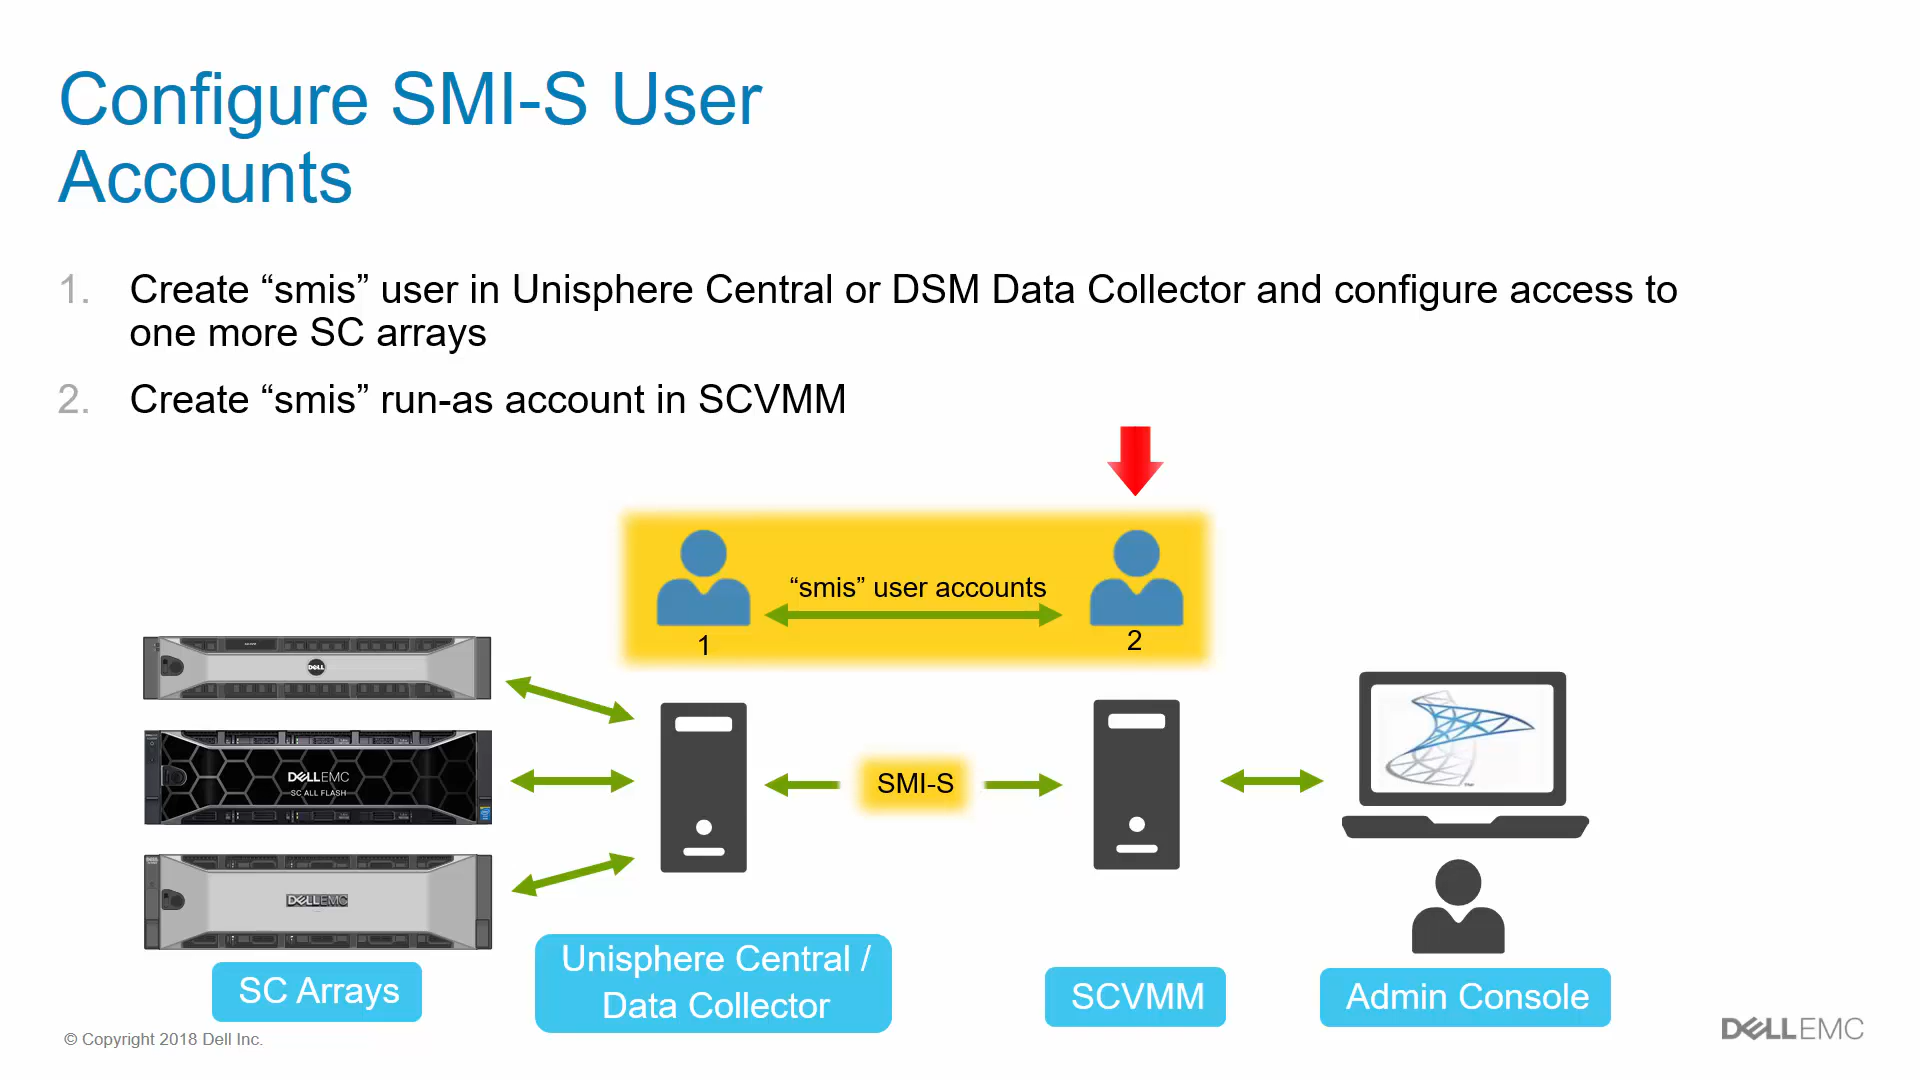 Configure SMI-S User
Accounts
1. Create “smis” user in Unisphere Central or DSM Data Collector and configure access to
one more SC arrays
2. Create “smis” run-as account in SCVMM
“smis” user accounts
1
2
DELL
DELLEMC
SC ALL FLASH
DELLEMC
SMI-S
SC Arrays
Unisphere Central /
Data Collector
SCVMM
Admin Console
© Copyright 2018 Dell Inc.
DELLEMC